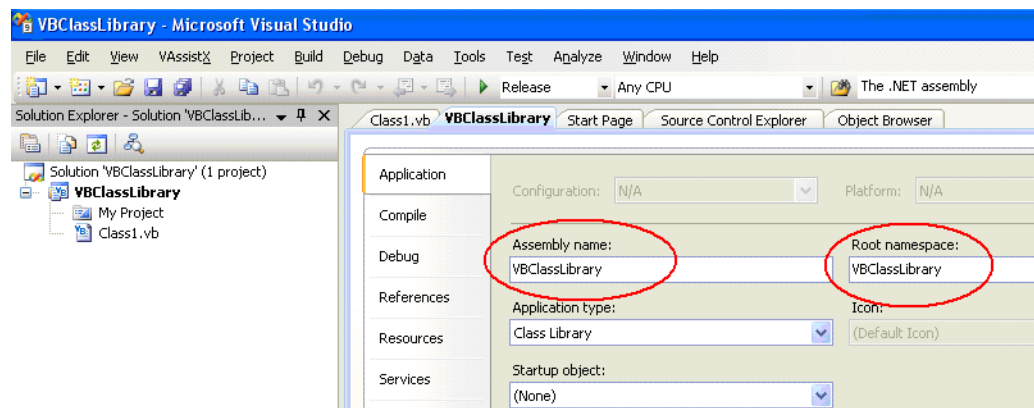 VBClassLibrary - Microsoft Visual Studio
File Edit View VAssistX Project Build Debug Data Tools Test Analyze Window Help
Release Any CPU The .NET assembly
Solution Explorer - Solution 'VBClassLib...
Class1.vb VBClassLibrary Start Page Source Control Explorer Object Browser
Solution 'VBClassLibrary' (1 project)
VBClassLibrary
My Project
Class1.vb
Application
Compile
Debug
References
Resources
Services
Configuration: N/A Platform: N/A
Assembly name: Root namespace:
VBClassLibrary VBClassLibrary
Application type: Icon:
Class Library (Default Icon)
Startup object:
(None)